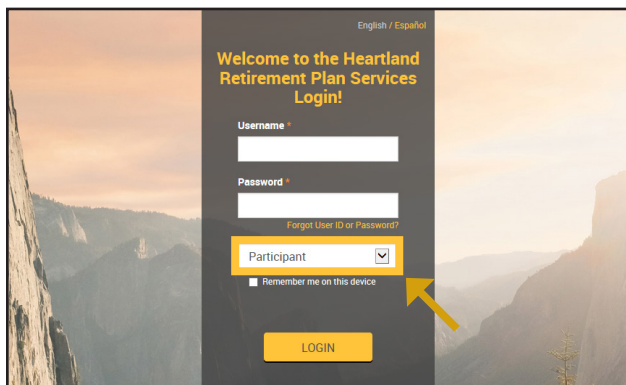 English / Español
Welcome to the Heartland
Retirement Plan Services
Login!
Username *
Password *
Forgot User ID or Password?
Participant
Remember me on this device
LOGIN